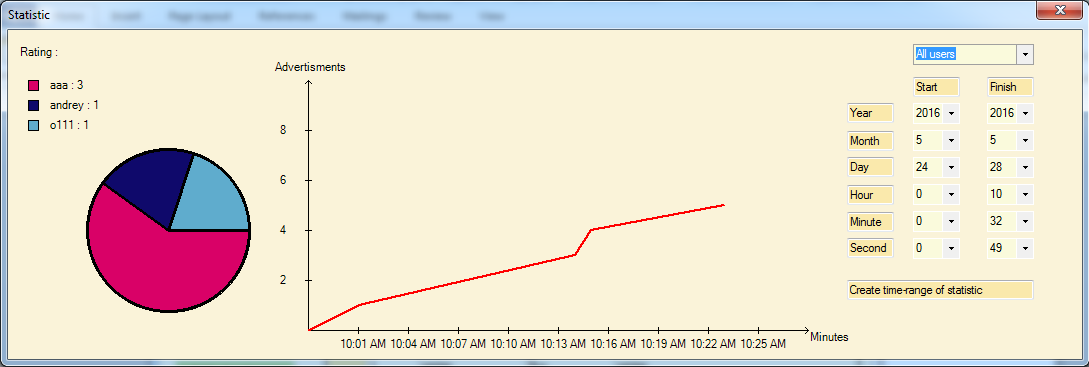 Statistic
Rating :
aaa : 3
andrey : 1
o111 : 1
Advertisments
8
6
4
2
10:01 AM 10:04 AM 10:07 AM 10:10 AM 10:13 AM 10:16 AM 10:19 AM 10:22 AM 10:25 AM
Minutes
All users
Start Finish
Year 2016 2016
Month 5 5
Day 24 28
Hour 0 10
Minute 0 32
Second 0 49
Create time-range of statistic